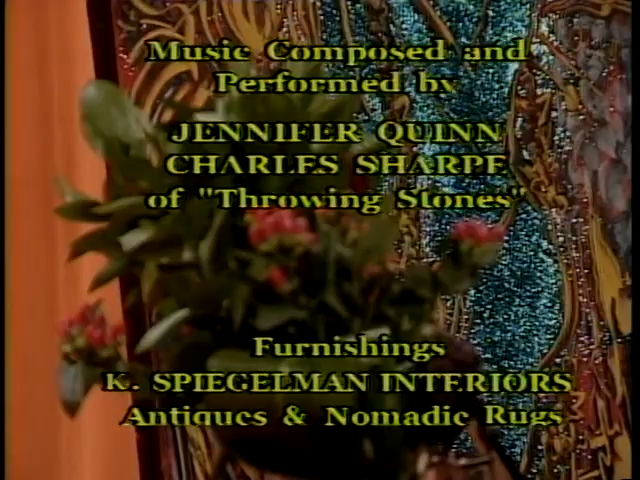 Music Composed and
Performed by
JENNIFER QUINN
CHARLES SHARPE
of "Throwing Stones"
Furnishings
K. SPIEGELMAN INTERIORS
Antiques & Nomadic Rugs